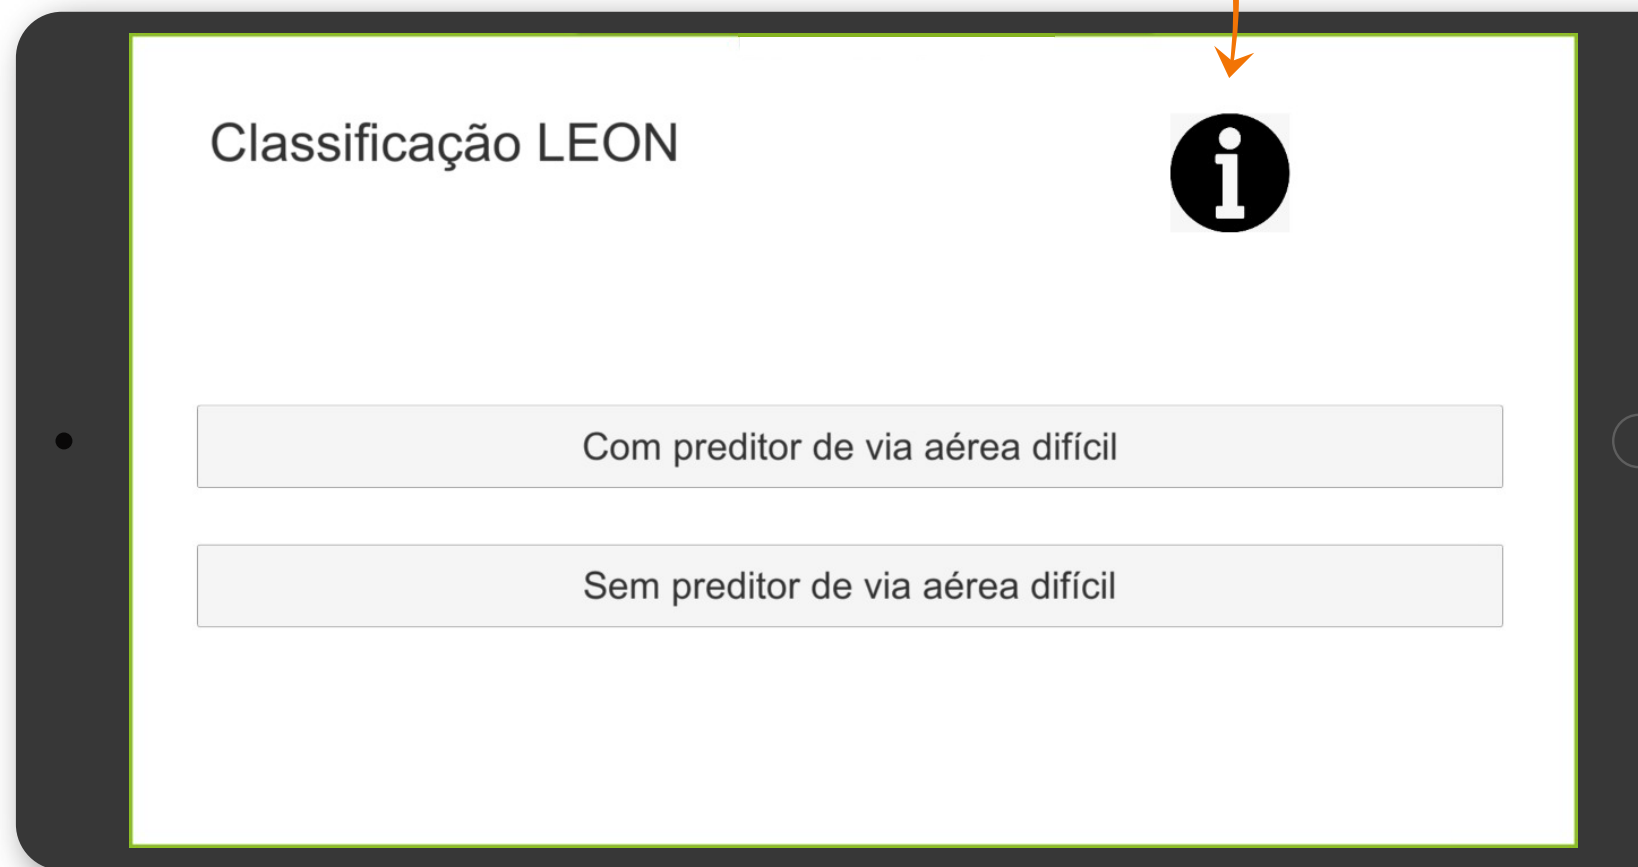 Classificação LEON
Com preditor de via aérea difícil
Sem preditor de via aérea difícil